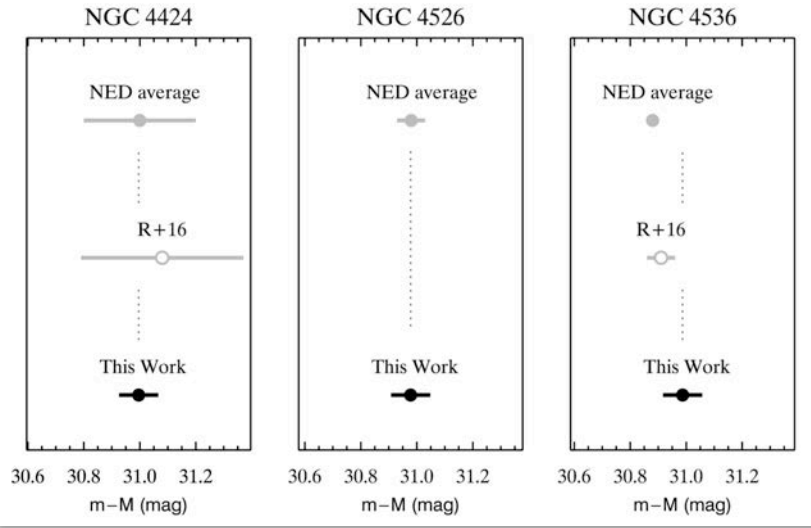 NGC 4424
NED average
R+16
This Work
30.6 30.8 31.0 31.2
m−M (mag)
NGC 4526
NED average
This Work
30.6 30.8 31.0 31.2
m−M (mag)
NGC 4536
NED average
R+16
This Work
30.6 30.8 31.0 31.2
m−M (mag)